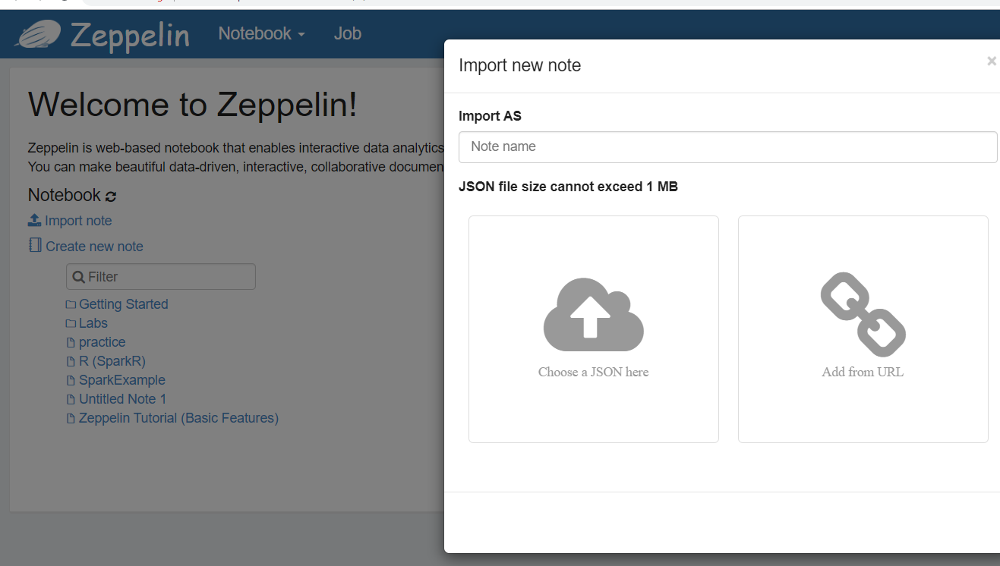 Zeppelin
Notebook
Job
Welcome to Zeppelin!
Zeppelin is web-based notebook that enables interactive data analytics
You can make beautiful data-driven, interactive, collaborative documen
Notebook
Import note
Create new note
Filter
Getting Started
Labs
practice
R (SparkR)
SparkExample
Untitled Note 1
Zeppelin Tutorial (Basic Features)
Import new note
×
Import AS
Note name
JSON file size cannot exceed 1 MB
Choose a JSON here
Add from URL